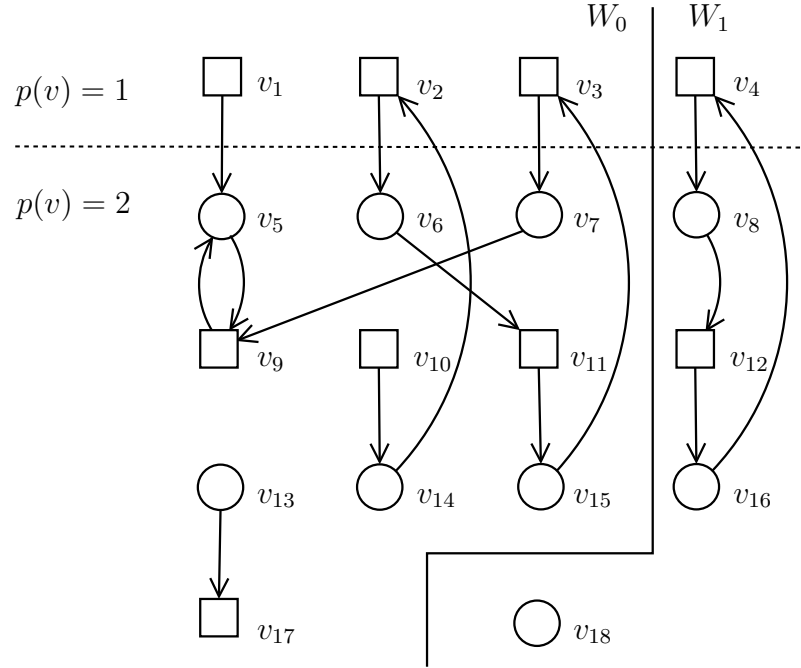 W₀ W₁
p(v) = 1 v₁ v₂ v₃ v₄
p(v) = 2 v₅ v₆ v₇ v₈
v₉ v₁₀ v₁₁ v₁₂
v₁₃ v₁₄ v₁₅ v₁₆
v₁₇ v₁₈